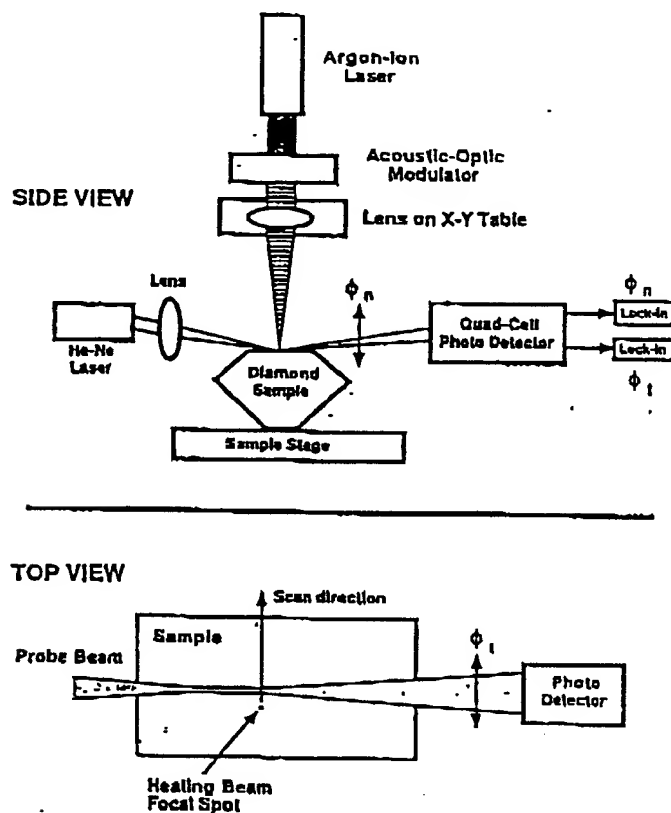 Argon-Ion
Laser
Acoustic-Optic
Modulator
SIDE VIEW
Lens on X-Y Table
Lens
ϕn
ϕn
He-Ne
Laser
Quad-Cell
Photo Detector
Lock-in
Lock-in
Diamond
Sample
ϕt
Sample Stage
TOP VIEW
Scan direction
Sample
Probe Beam
ϕt
Photo
Detector
Heating Beam
Focal Spot